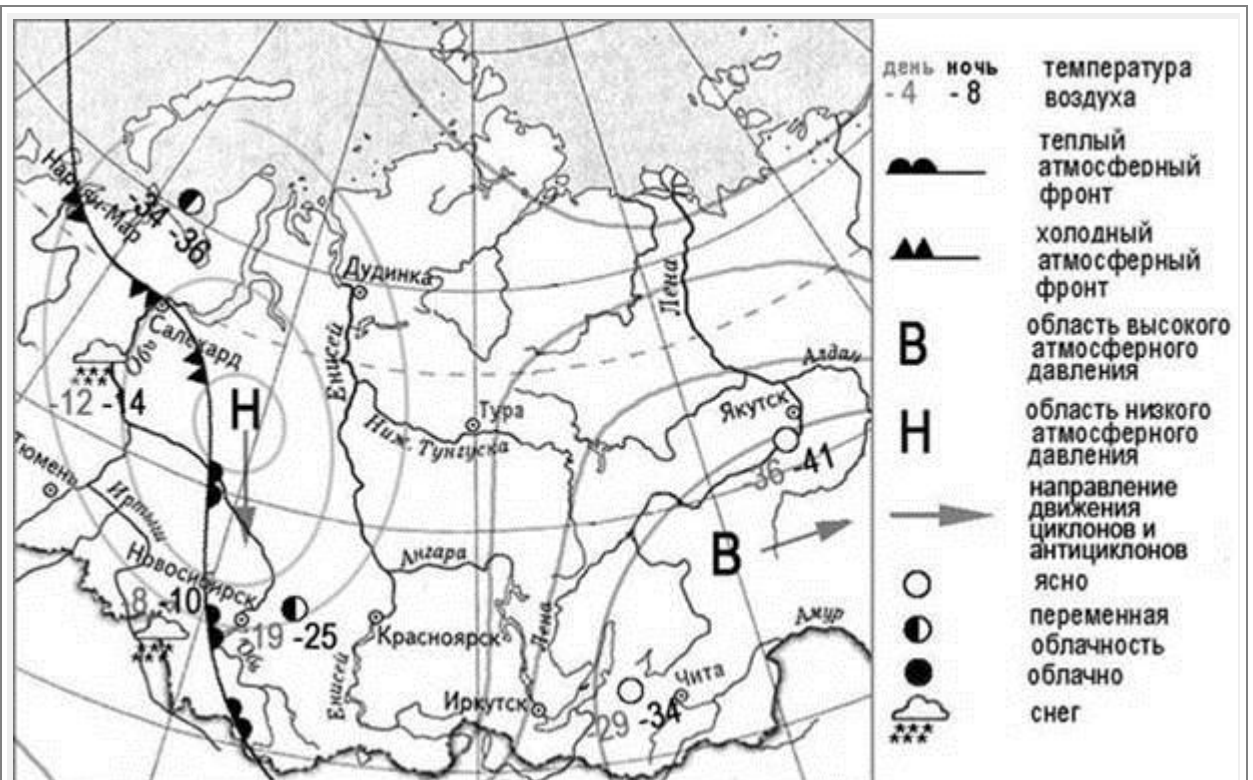 Нарьян-Мар
-34 -36
Дудинка
Салехард
Обь
Енисей
Лена
Алдан
-12 -14
Н
Тура
Ниж. Тунгуска
Якутск
-36 -41
Тюмень
Иртыш
Новосибирск
-8 -10
-19 -25
Обь
Ангара
Красноярск
Енисей
Лена
В
Амур
Иркутск
Чита
-29 -34
день ночь
-4 -8
температура
воздуха
теплый
атмосферный
фронт
холодный
атмосферный
фронт
В
область высокого
атмосферного
давления
Н
область низкого
атмосферного
давления
направление
движения
циклонов и
антициклонов
ясно
переменная
облачность
облачно
снег